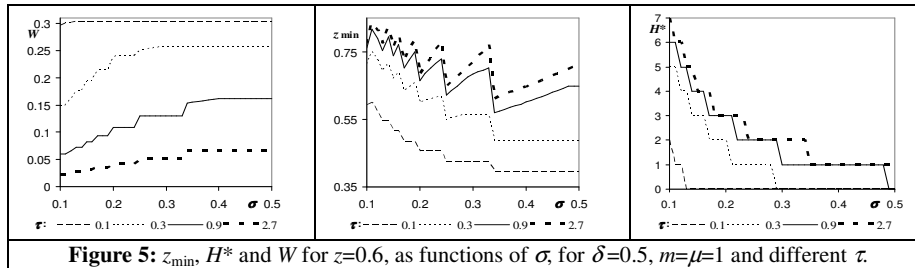 0.3
W
0.25
0.2
0.15
0.1
0.05
0
0.1 0.2 0.3 0.4 σ 0.5
τ: 0.1 0.3 0.9 2.7
z min
0.75
0.55
0.35
0.1 0.2 0.3 0.4 σ 0.5
τ: 0.1 0.3 0.9 2.7
7
H*
6
5
4
3
2
1
0
0.1 0.2 0.3 0.4 σ 0.5
τ: 0.1 0.3 0.9 2.7
Figure 5: zmin, H* and W for z=0.6, as functions of σ, for δ=0.5, m=μ=1 and different τ.